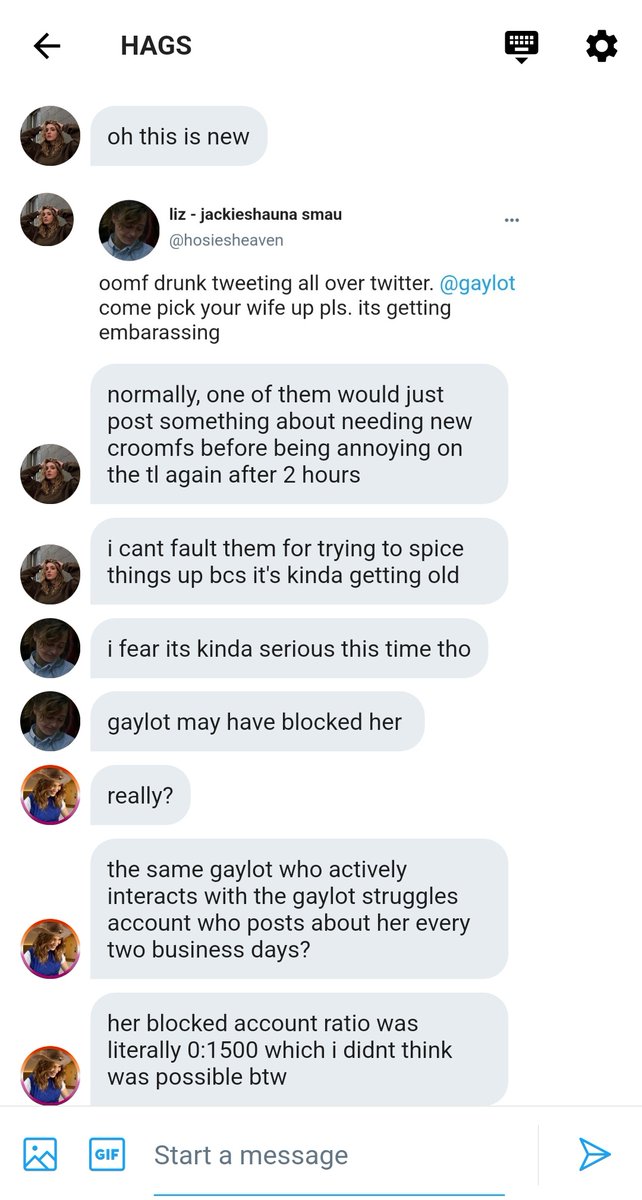 HAGS
oh this is new
liz - jackieshauna smau
@hosiesheaven
oomf drunk tweeting all over twitter. @gaylot
come pick your wife up pls. its getting
embarassing
normally, one of them would just
post something about needing new
croomfs before being annoying on
the tl again after 2 hours
i cant fault them for trying to spice
things up bcs it's kinda getting old
i fear its kinda serious this time tho
gaylot may have blocked her
really?
the same gaylot who actively
interacts with the gaylot struggles
account who posts about her every
two business days?
her blocked account ratio was
literally 0:1500 which i didnt think
was possible btw
GIF
Start a message